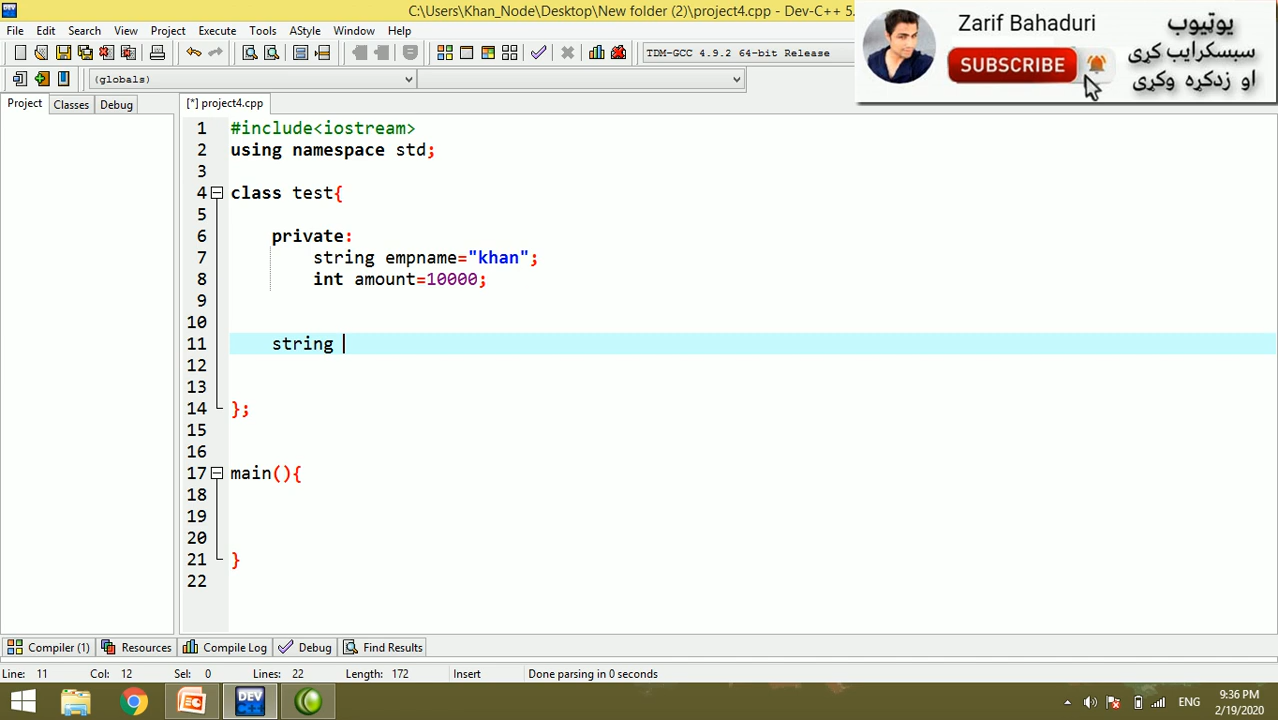 C:\Users\Khan_Node\Desktop\New folder (2)\project4.cpp - Dev-C++ 5.
File Edit Search View Project Execute Tools AStyle Window Help
TDM-GCC 4.9.2 64-bit Release
(globals)
Project Classes Debug
[*] project4.cpp
Zarif Bahaduri
SUBSCRIBE
یوټیوب
سبسکرایب کړی
او زدکړه وکړی
1 #include<iostream>
2 using namespace std;
3
4 class test{
5
6 private:
7 string empname="khan";
8 int amount=10000;
9
10
11 string
12
13
14 };
15
16
17 main(){
18
19
20
21 }
22
Compiler (1) Resources Compile Log Debug Find Results
Line: 11 Col: 12 Sel: 0 Lines: 22 Length: 172 Insert Done parsing in 0 seconds
DEV C++
ENG
9:36 PM
2/19/2020